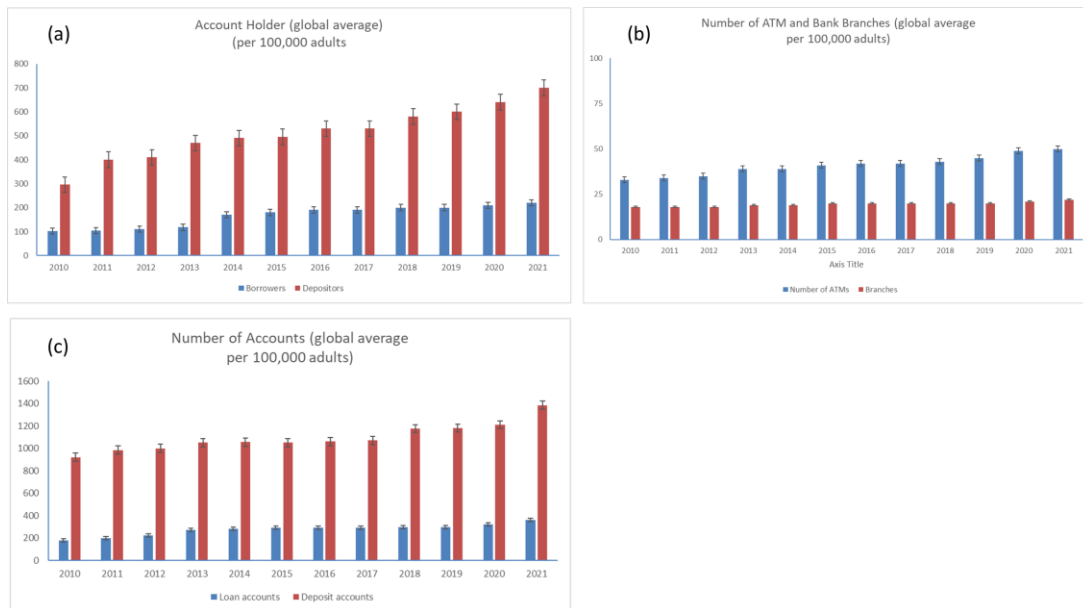 (a)
Account Holder (global average)
(per 100,000 adults
800
700
600
500
400
300
200
100
0
2010 2011 2012 2013 2014 2015 2016 2017 2018 2019 2020 2021
Borrowers Depositors
(b)
Number of ATM and Bank Branches (global average
per 100,000 adults)
100
75
50
25
0
2010 2011 2012 2013 2014 2015 2016 2017 2018 2019 2020 2021
Axis Title
Number of ATMs Branches
(c)
Number of Accounts (global average
per 100,000 adults)
1600
1400
1200
1000
800
600
400
200
0
2010 2011 2012 2013 2014 2015 2016 2017 2018 2019 2020 2021
Loan accounts Deposit accounts